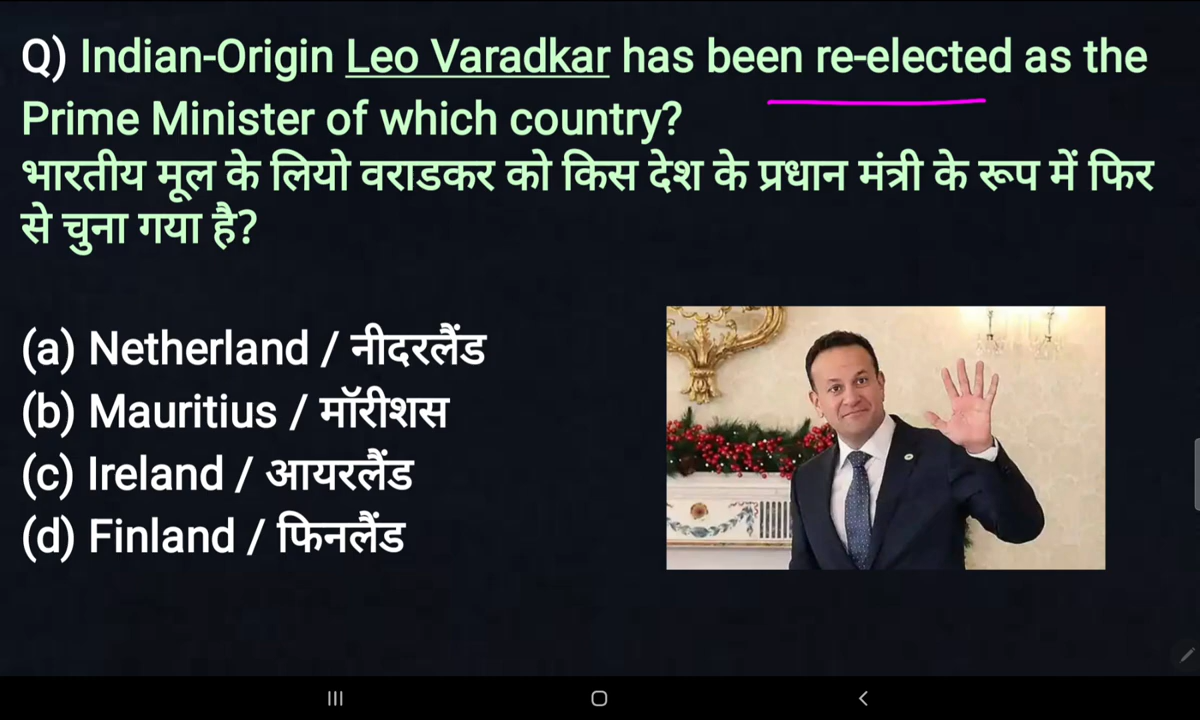 Q) Indian-Origin Leo Varadkar has been re-elected as the
Prime Minister of which country?
भारतीय मूल के लियो वराडकर को किस देश के प्रधान मंत्री के रूप में फिर
से चुना गया है?
(a) Netherland / नीदरलैंड
(b) Mauritius / मॉरीशस
(c) Ireland / आयरलैंड
(d) Finland / फिनलैंड